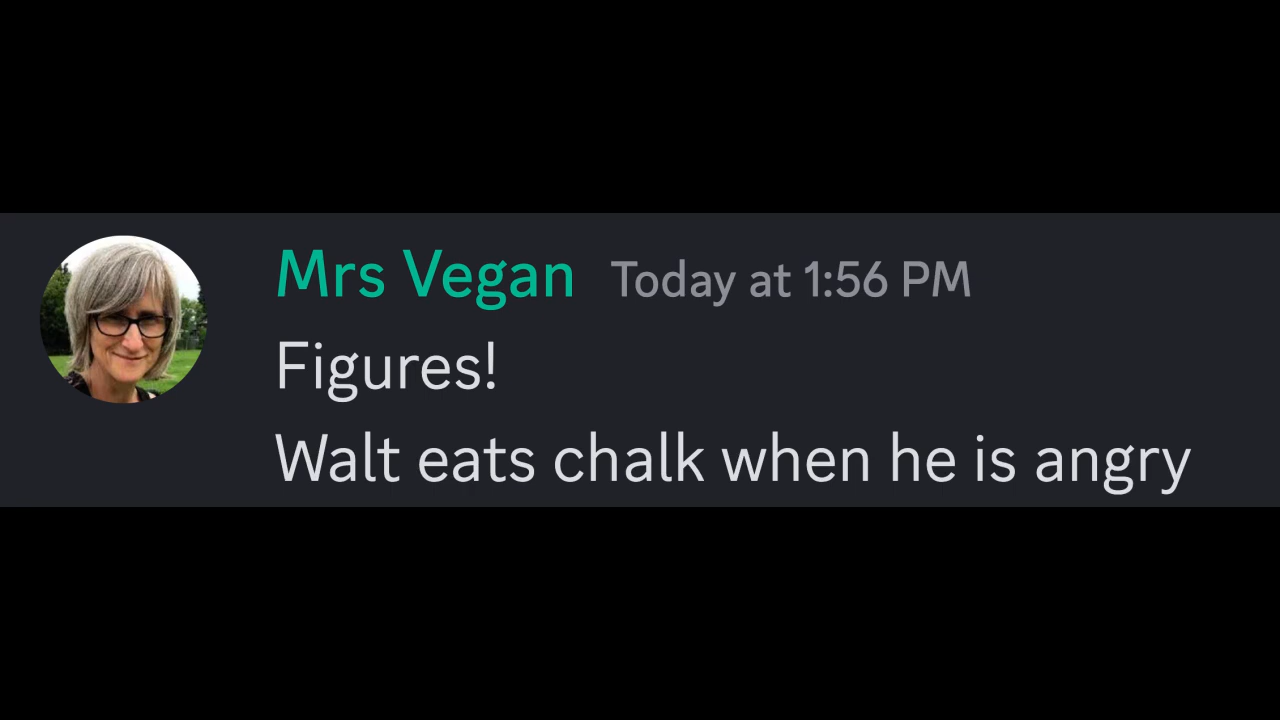 Mrs Vegan Today at 1:56 PM
Figures!
Walt eats chalk when he is angry